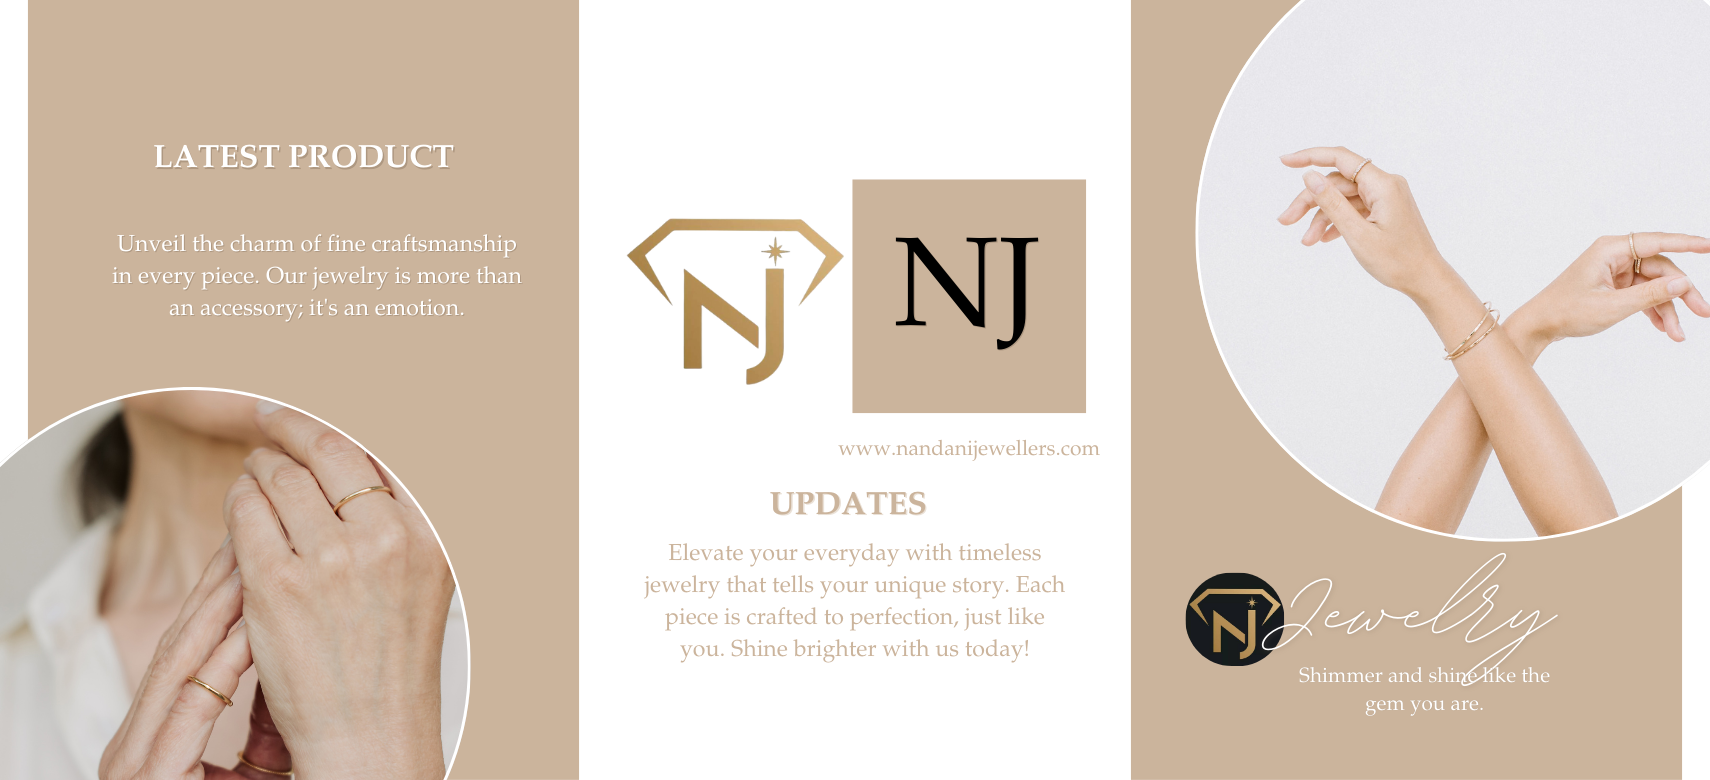 LATEST PRODUCT
Unveil the charm of fine craftsmanship
in every piece. Our jewelry is more than
an accessory; it's an emotion.
NJ
NJ
www.nandanijewellers.com
UPDATES
Elevate your everyday with timeless
jewelry that tells your unique story. Each
piece is crafted to perfection, just like
you. Shine brighter with us today!
NJ
Jewelry
Shimmer and shine like the
gem you are.